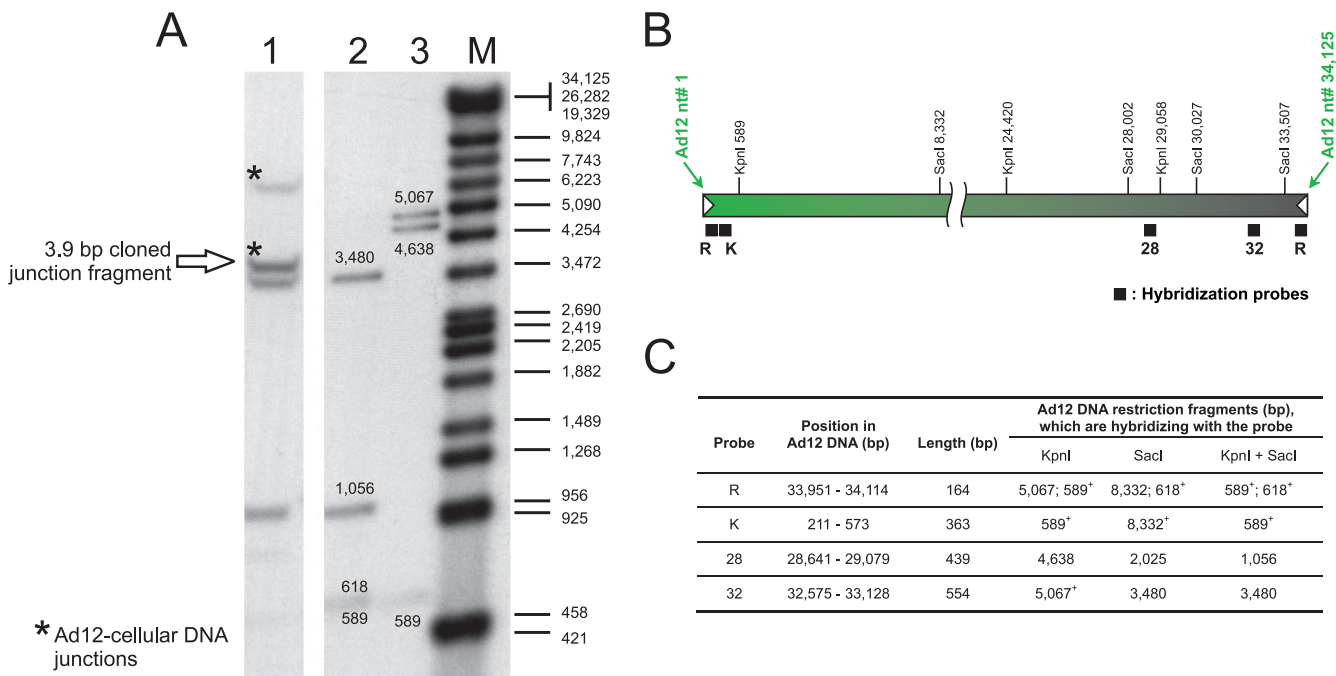 A
1
2
3
M
*
*
3.9 bp cloned
junction fragment
3,480
1,056
618
589
5,067
4,638
589
34,125
26,282
19,329
9,824
7,743
6,223
5,090
4,254
3,472
2,690
2,419
2,205
1,882
1,489
1,268
956
925
458
421
* Ad12-cellular DNA
junctions
B
Ad12 nt# 1
KpnI 589
SacI 8,332
KpnI 24,420
SacI 28,002
KpnI 29,058
SacI 30,027
SacI 33,507
Ad12 nt# 34,125
R K 28 32 R
■ : Hybridization probes
C
Probe
Position in
Ad12 DNA (bp)
Length (bp)
Ad12 DNA restriction fragments (bp),
which are hybridizing with the probe
KpnI SacI KpnI + SacI
R 33,951 - 34,114 164 5,067; 589⁺ 8,332; 618⁺ 589⁺; 618⁺
K 211 - 573 363 589⁺ 8,332⁺ 589⁺
28 28,641 - 29,079 439 4,638 2,025 1,056
32 32,575 - 33,128 554 5,067⁺ 3,480 3,480